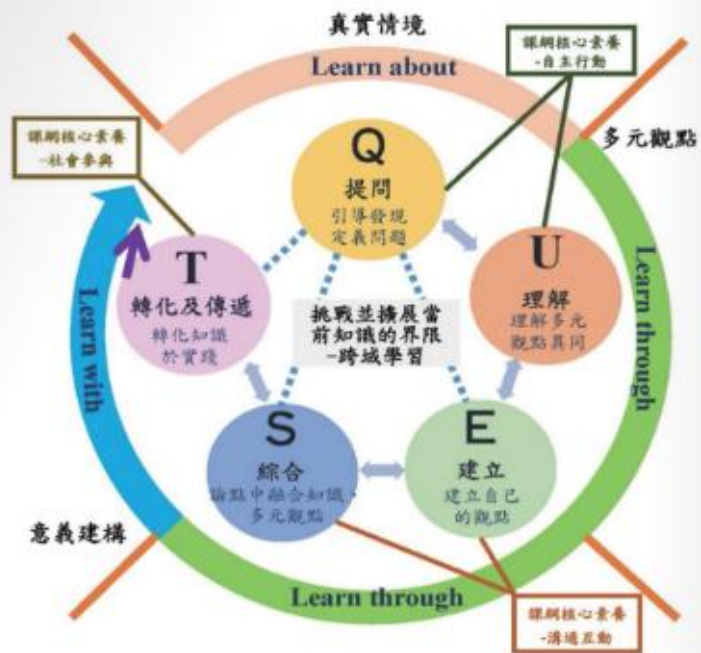 真實情境
Learn about
課綱核心素養
-自主行動
多元觀點
課綱核心素養
-社會參與
Q
提問
引導發現
定義問題
U
理解
理解多元
觀點異同
T
轉化及傳遞
轉化知識
於實踐
挑戰並擴展當
前知識的界限
-跨域學習
Learn through
Learn with
S
綜合
論點中融合知識，
多元觀點
E
建立
建立自己
的觀點
意義建構
Learn through
課綱核心素養
-溝通互動